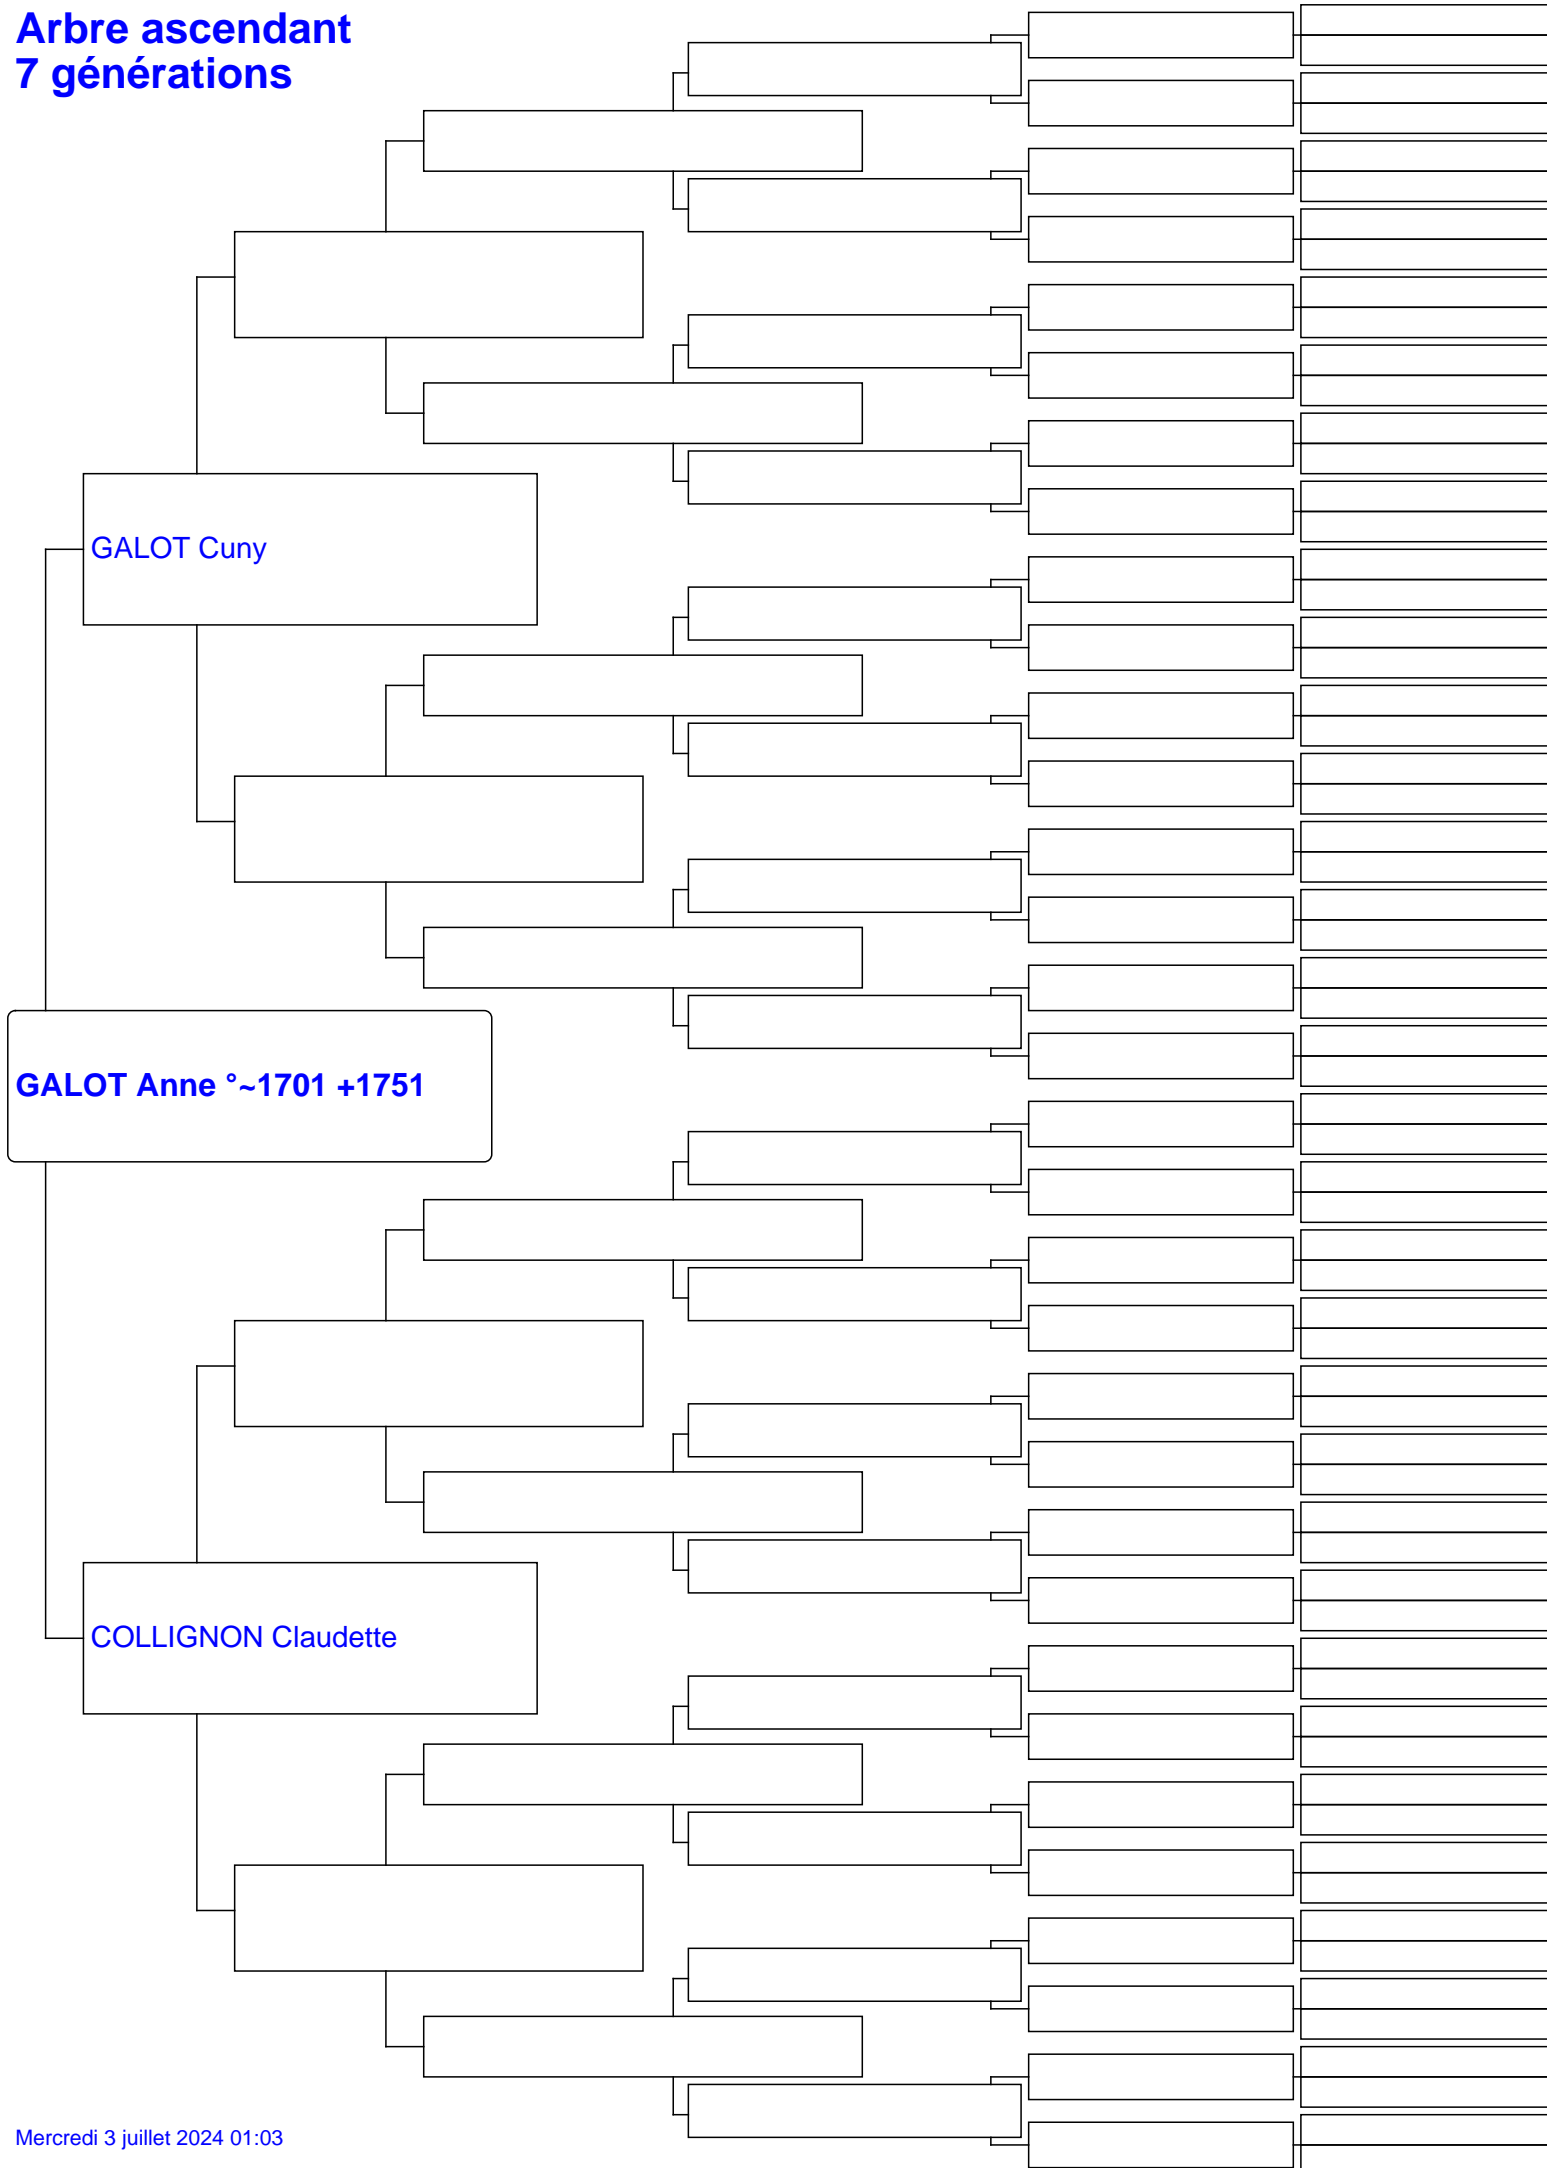 Arbre ascendant
7 générations
GALOT Cuny
GALOT Anne °~1701 +1751
COLLIGNON Claudette
Mercredi 3 juillet 2024 01:03